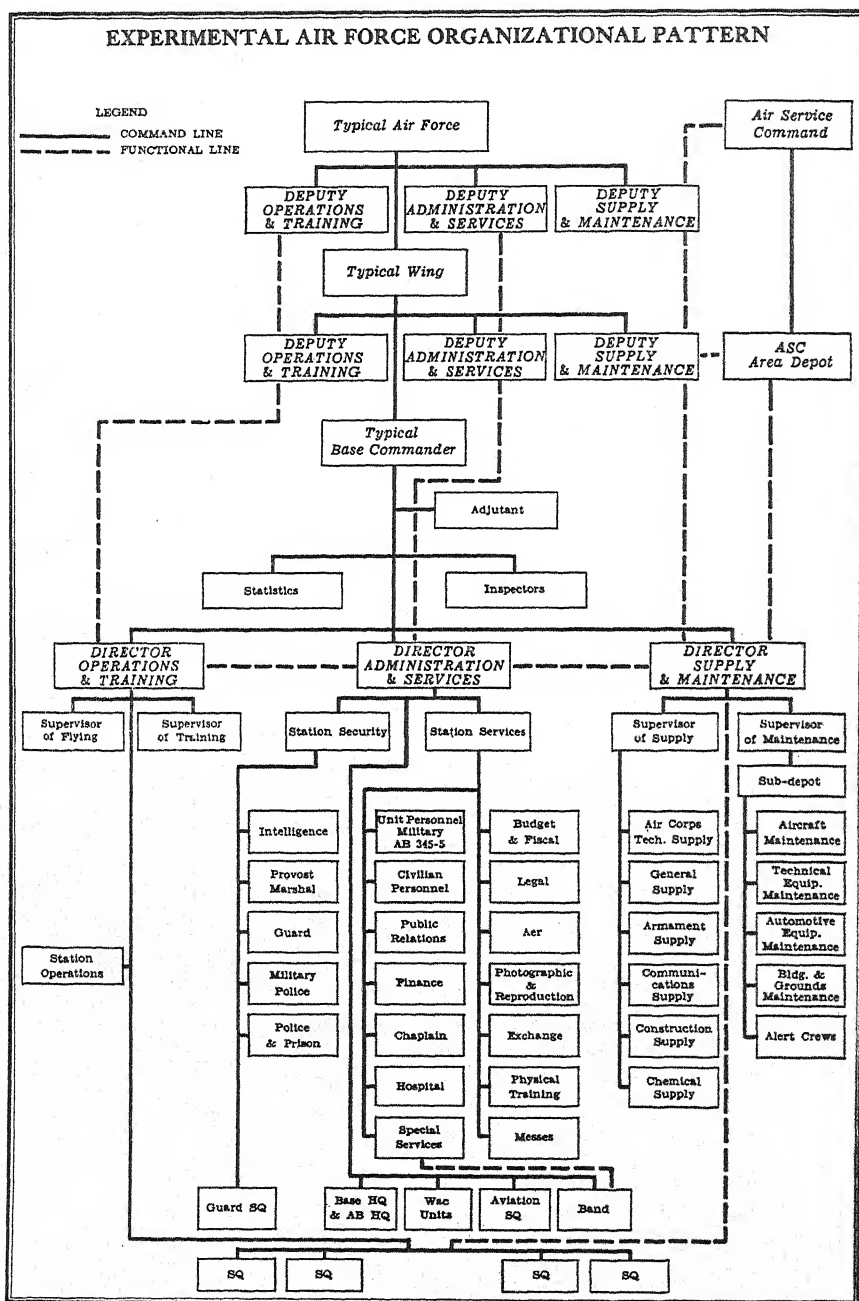 EXPERIMENTAL AIR FORCE ORGANIZATIONAL PATTERN
LEGEND
COMMAND LINE
FUNCTIONAL LINE
Typical Air Force
Air Service
Command
DEPUTY
OPERATIONS
& TRAINING
DEPUTY
ADMINISTRATION
& SERVICES
DEPUTY
SUPPLY
& MAINTENANCE
Typical Wing
DEPUTY
OPERATIONS
& TRAINING
DEPUTY
ADMINISTRATION
& SERVICES
DEPUTY
SUPPLY
& MAINTENANCE
ASC
Area Depot
Typical
Base Commander
Adjutant
Statistics
Inspectors
DIRECTOR
OPERATIONS
& TRAINING
DIRECTOR
ADMINISTRATION
& SERVICES
DIRECTOR
SUPPLY
& MAINTENANCE
Supervisor
of Flying
Supervisor
of Training
Station Security
Station Services
Supervisor
of Supply
Supervisor
of Maintenance
Sub-depot
Intelligence
Provost
Marshal
Guard
Military
Police
Police
& Prison
Unit Personnel
Military
AB 345-5
Civilian
Personnel
Public
Relations
Finance
Chaplain
Hospital
Special
Services
Budget
& Fiscal
Legal
Aer
Photographic
&
Reproduction
Exchange
Physical
Training
Messes
Air Corps
Tech. Supply
General
Supply
Armament
Supply
Communi-
cations
Supply
Construction
Supply
Chemical
Supply
Aircraft
Maintenance
Technical
Equip.
Maintenance
Automotive
Equip.
Maintenance
Bldg. &
Grounds
Maintenance
Alert Crews
Station
Operations
Guard SQ
Base HQ
& AB HQ
Wac
Units
Aviation
SQ
Band
SQ
SQ
SQ
SQ